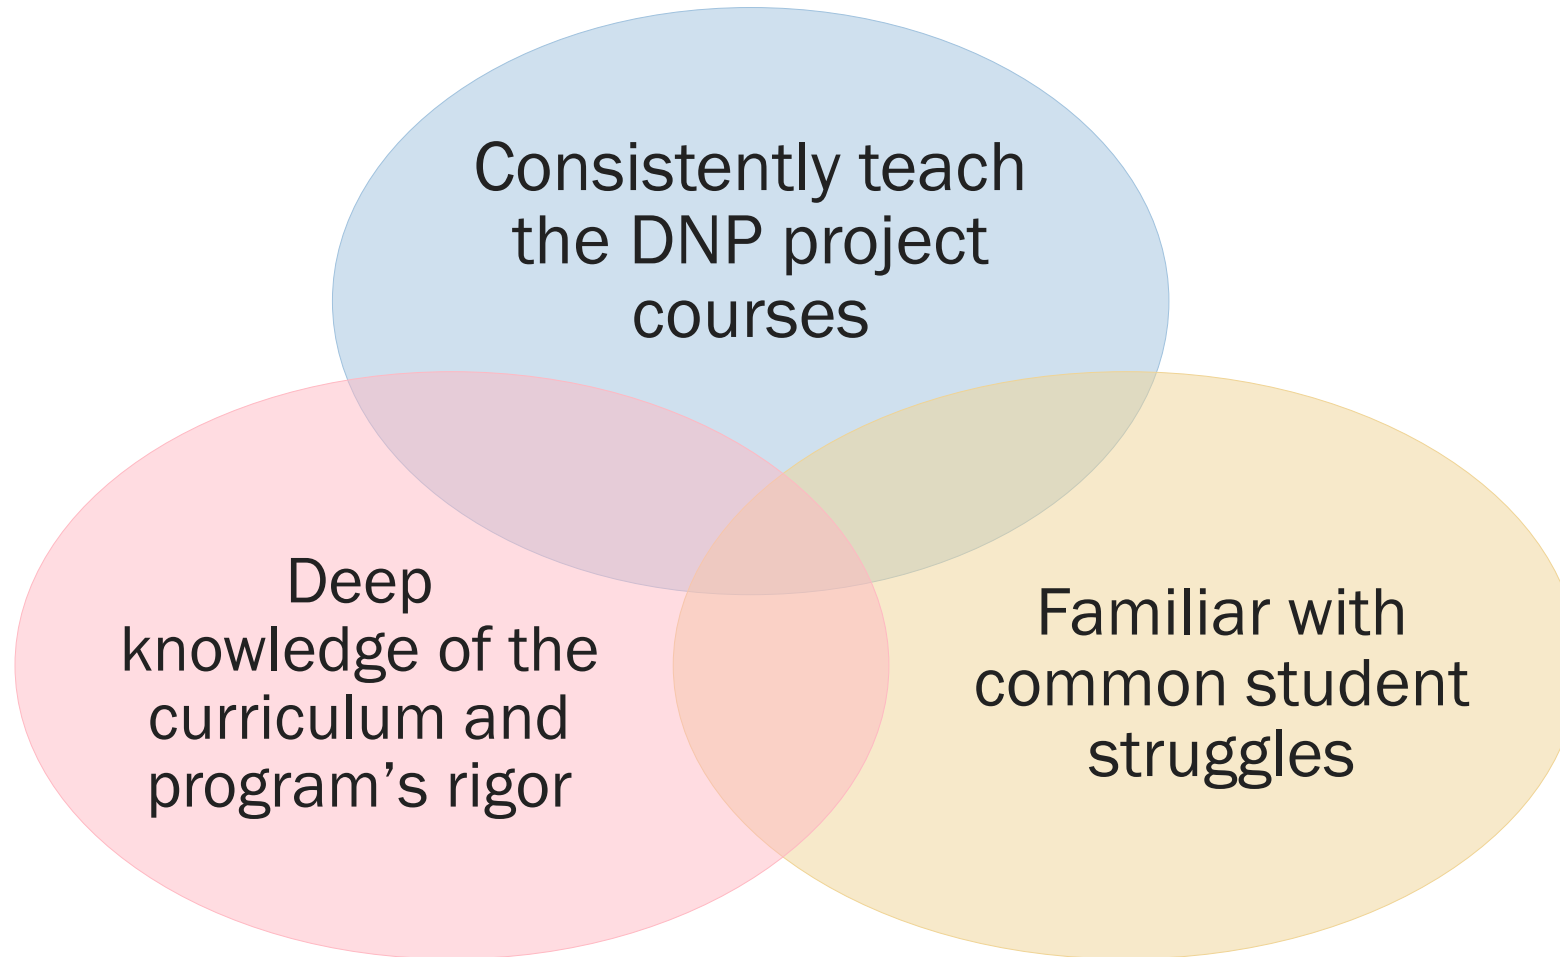 Consistently teach
the DNP project
courses
Deep
knowledge of the
curriculum and
program’s rigor
Familiar with
common student
struggles